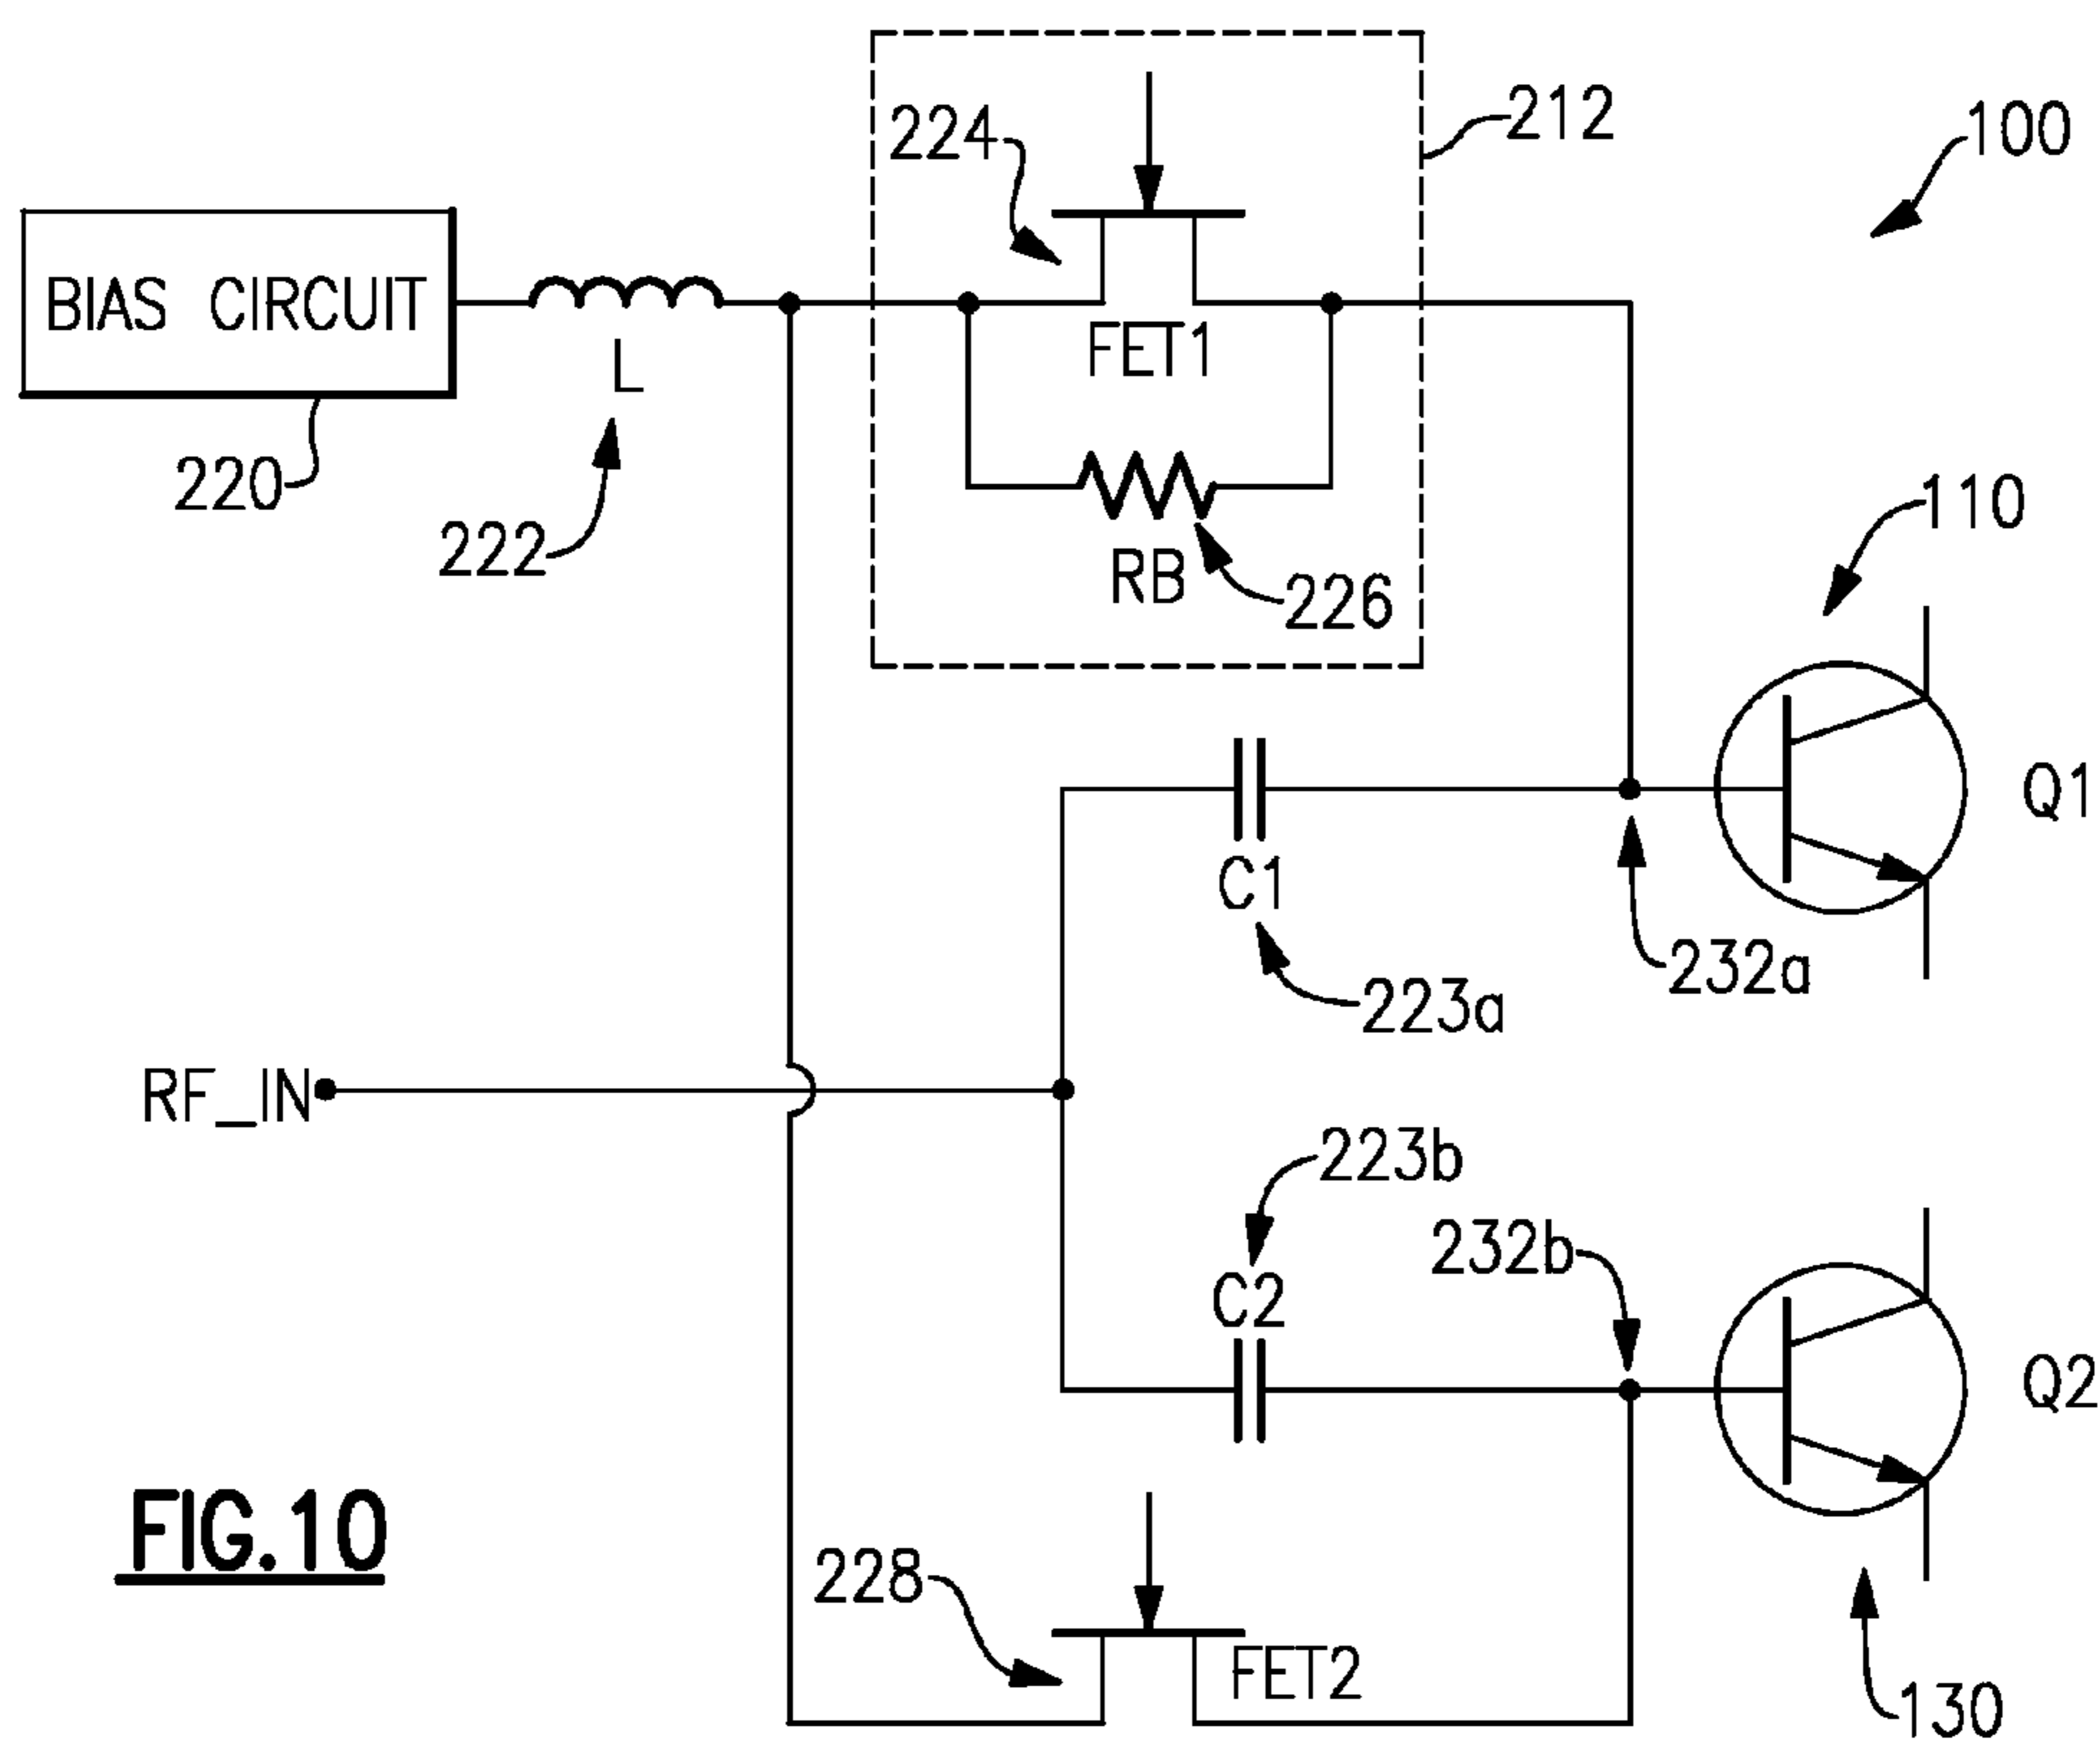 212
100
224
BIAS CIRCUIT
FET1
L
220
110
222
RB
226
Q1
C1
232a
223a
RF_IN
223b
232b
C2
Q2
FIG.10
228
FET2
130